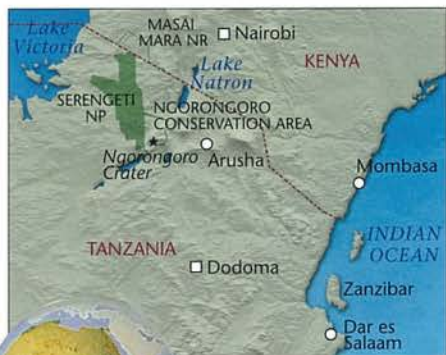 Lake
Victoria
MASAI
MARA NR
Nairobi
KENYA
Lake
Natron
SERENGETI
NP
NGORONGORO
CONSERVATION AREA
Ngorongoro
Crater
Arusha
Mombasa
INDIAN
OCEAN
TANZANIA
Dodoma
Zanzibar
Dar es
Salaam